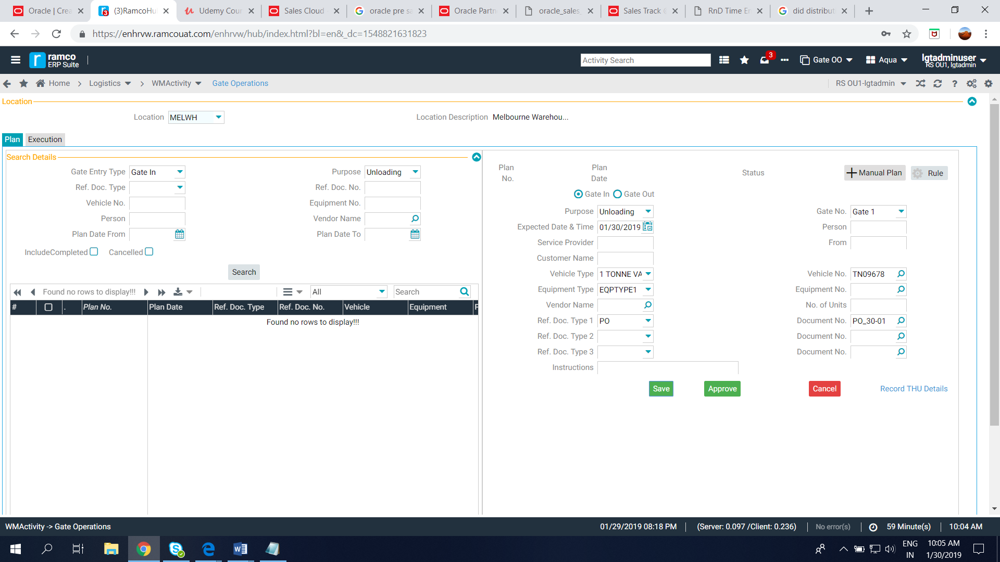 Oracle | Crea
(3)RamcoHu
Udemy Cour
Sales Cloud
oracle pre sa
Oracle Partn
oracle_sales_
Sales Track
RnD Time En
did distribut
https://enhrvw.ramcouat.com/enhrvw/hub/index.html?bl=en&_dc=1548821631823
ramco
ERP Suite
Activity Search
3
Gate OO
Aqua
lgtadminuser
RS OU1, lgtadmin
Home > Logistics > WMActivity Gate Operations
RS OU1-lgtadmin
Location
Location MELWH
Location Description Melbourne Warehou...
Plan Execution
Search Details
Gate Entry Type Gate In
Purpose Unloading
Ref. Doc. Type
Ref. Doc. No.
Vehicle No.
Equipment No.
Person
Vendor Name
Plan Date From
Plan Date To
IncludeCompleted
Cancelled
Search
Found no rows to display!!!
All
Search
# . Plan No. Plan Date Ref. Doc. Type Ref. Doc. No. Vehicle Equipment P
Found no rows to display!!!
Plan No.
Plan Date
Status
Manual Plan
Rule
Gate In Gate Out
Purpose Unloading
Gate No. Gate 1
Expected Date & Time 01/30/2019
Person
Service Provider
From
Customer Name
Vehicle Type 1 TONNE VA
Vehicle No. TN09678
Equipment Type EQPTYPE1
Equipment No.
Vendor Name
No. of Units
Ref. Doc. Type 1 PO
Document No. PO_30-01
Ref. Doc. Type 2
Document No.
Ref. Doc. Type 3
Document No.
Instructions
Save
Approve
Cancel
Record THU Details
WMActivity -> Gate Operations
01/29/2019 08:18 PM
(Server: 0.097 /Client: 0.236)
No error(s)
59 Minute(s)
10:04 AM
ENG
IN
10:05 AM
1/30/2019